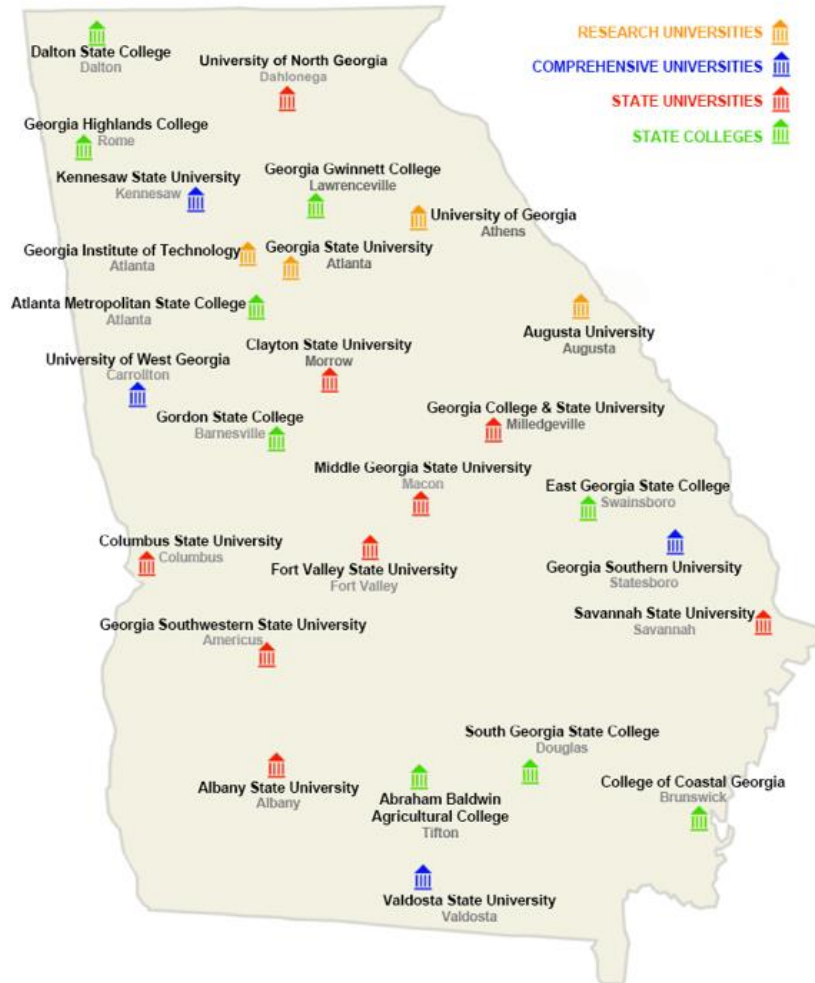 RESEARCH UNIVERSITIES
COMPREHENSIVE UNIVERSITIES
STATE UNIVERSITIES
STATE COLLEGES
Dalton State College
Dalton
University of North Georgia
Dahlonega
Georgia Highlands College
Rome
Kennesaw State University
Kennesaw
Georgia Gwinnett College
Lawrenceville
University of Georgia
Athens
Georgia Institute of Technology
Atlanta
Georgia State University
Atlanta
Atlanta Metropolitan State College
Atlanta
Augusta University
Augusta
Clayton State University
Morrow
University of West Georgia
Carrollton
Gordon State College
Barnesville
Georgia College & State University
Milledgeville
Middle Georgia State University
Macon
East Georgia State College
Swainsboro
Columbus State University
Columbus
Fort Valley State University
Fort Valley
Georgia Southern University
Statesboro
Savannah State University
Savannah
Georgia Southwestern State University
Americus
South Georgia State College
Douglas
Albany State University
Albany
Abraham Baldwin
Agricultural College
Tifton
College of Coastal Georgia
Brunswick
Valdosta State University
Valdosta